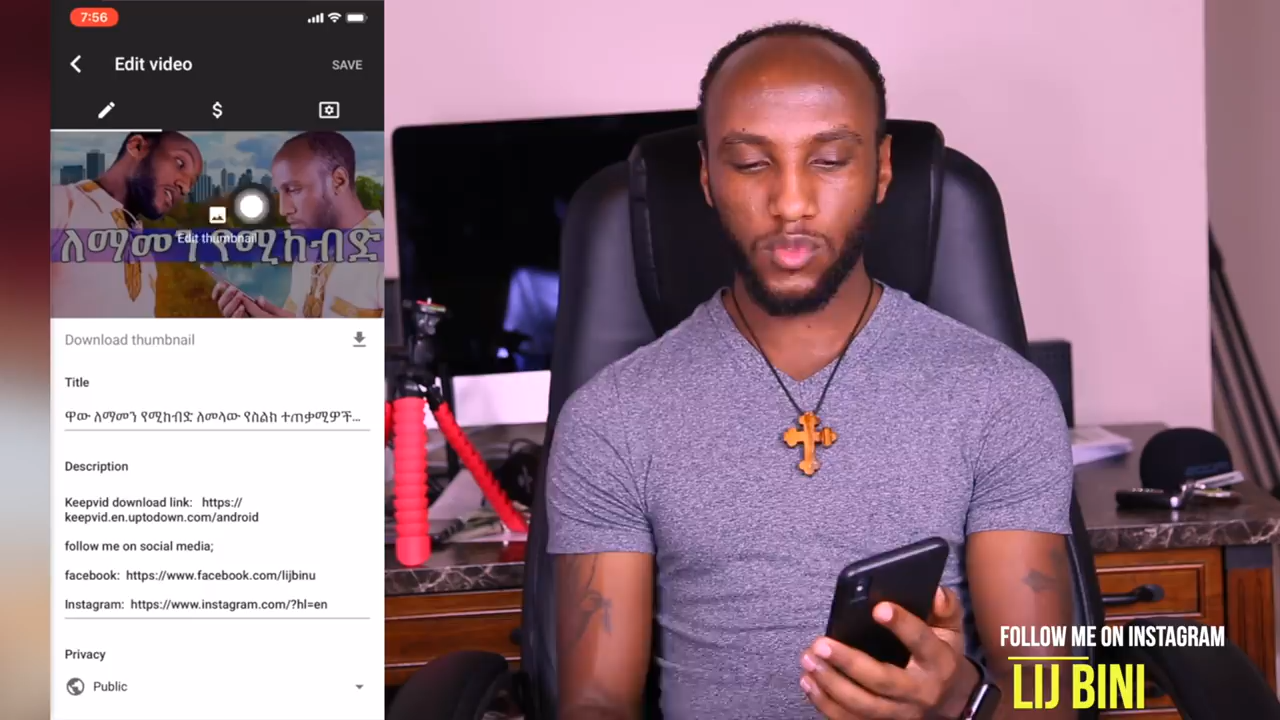 7:56
Edit video
SAVE
$
ለማመን የሚከብድ
Edit thumbnail
Download thumbnail
Title
ዋው ለማመን የሚከብድ ለመላው የስልክ ተጠቃሚዎች...
Description
Keepvid download link: https://
keepvid.en.uptodown.com/android
follow me on social media;
facebook: https://www.facebook.com/lijbinu
Instagram: https://www.instagram.com/?hl=en
Privacy
Public
FOLLOW ME ON INSTAGRAM
LIJ BINI